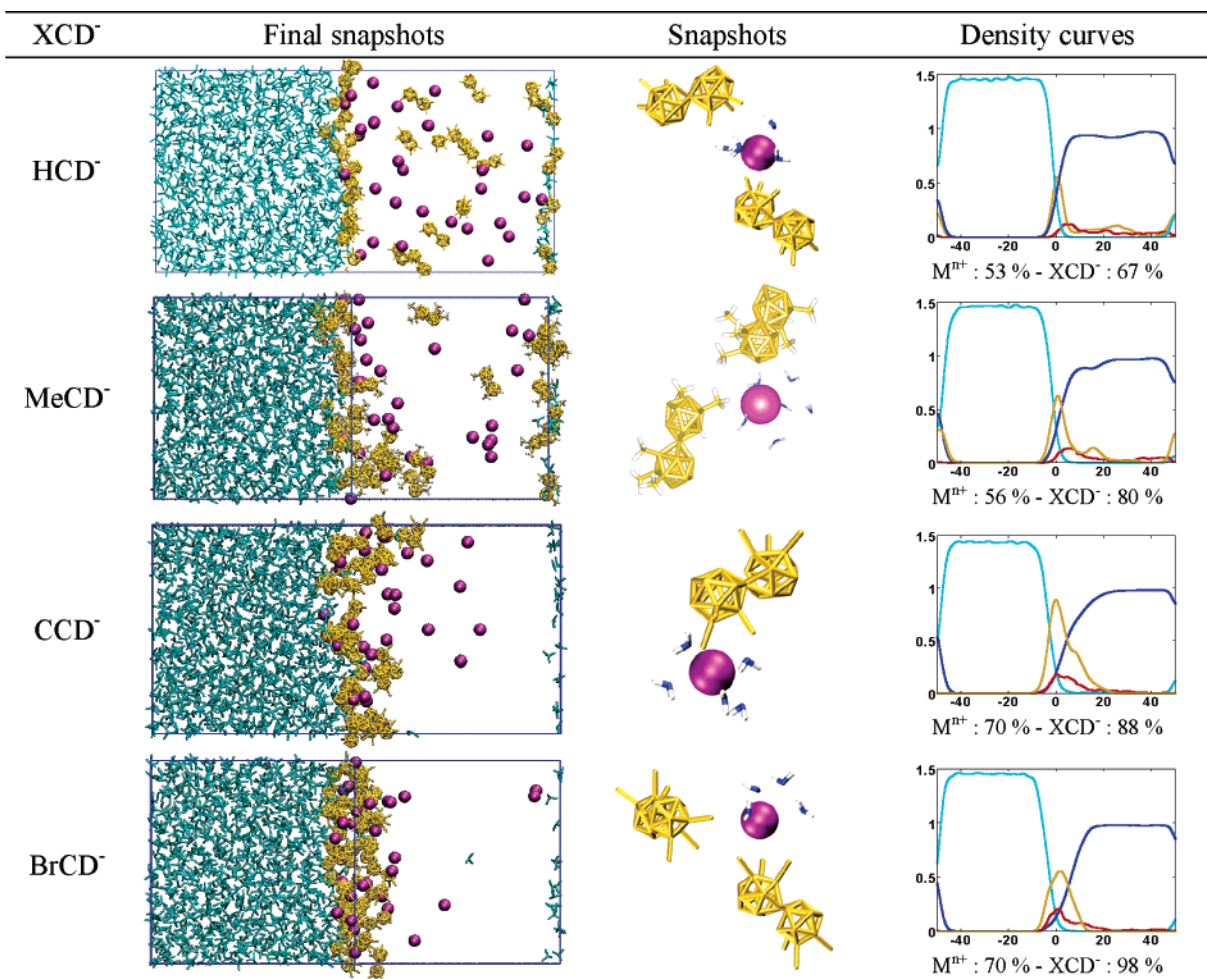 XCD⁻ Final snapshots Snapshots Density curves
HCD⁻
1.5
1
0.5
0
-40 -20 0 20 40
Mⁿ⁺ : 53 % - XCD⁻ : 67 %
MeCD⁻
1.5
1
0.5
0
-40 -20 0 20 40
Mⁿ⁺ : 56 % - XCD⁻ : 80 %
CCD⁻
1.5
1
0.5
0
-40 -20 0 20 40
Mⁿ⁺ : 70 % - XCD⁻ : 88 %
BrCD⁻
1.5
1
0.5
0
-40 -20 0 20 40
Mⁿ⁺ : 70 % - XCD⁻ : 98 %